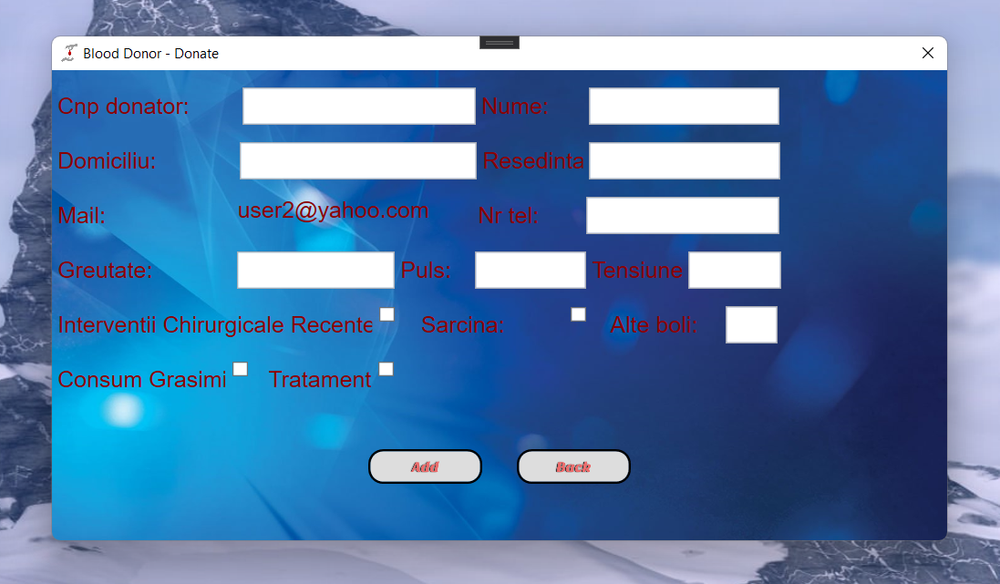 Blood Donor - Donate
Cnp donator: Nume:
Domiciliu: Resedinta
Mail: user2@yahoo.com Nr tel:
Greutate: Puls: Tensiune
Interventii Chirurgicale Recente Sarcina: Alte boli:
Consum Grasimi Tratament
Add Back